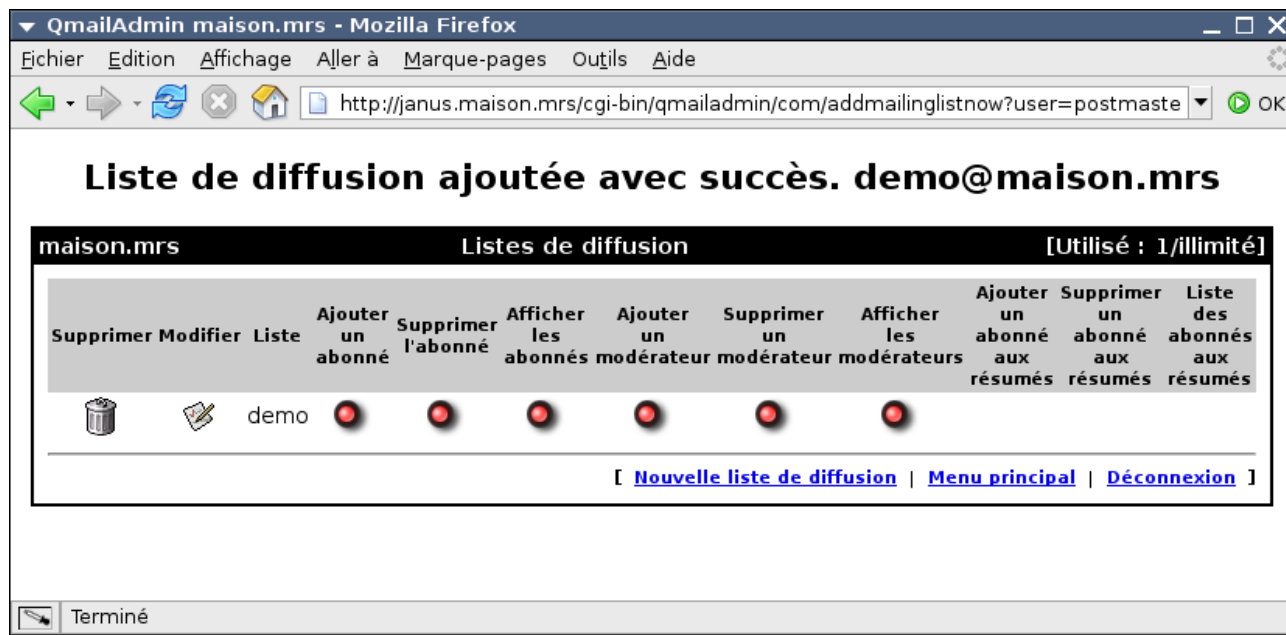 QmailAdmin maison.mrs - Mozilla Firefox
Fichier Edition Affichage Aller à Marque-pages Outils Aide
http://janus.maison.mrs/cgi-bin/qmailadmin/com/addmailinglistnow?user=postmaste OK
Liste de diffusion ajoutée avec succès. demo@maison.mrs
maison.mrs Listes de diffusion [Utilisé : 1/illimité]
Supprimer Modifier Liste Ajouter un abonné Supprimer l'abonné Afficher les abonnés Ajouter un modérateur Supprimer un modérateur Afficher les modérateurs Ajouter un abonné aux résumés Supprimer un abonné aux résumés Liste des abonnés aux résumés
demo
[ Nouvelle liste de diffusion | Menu principal | Déconnexion ]
Terminé